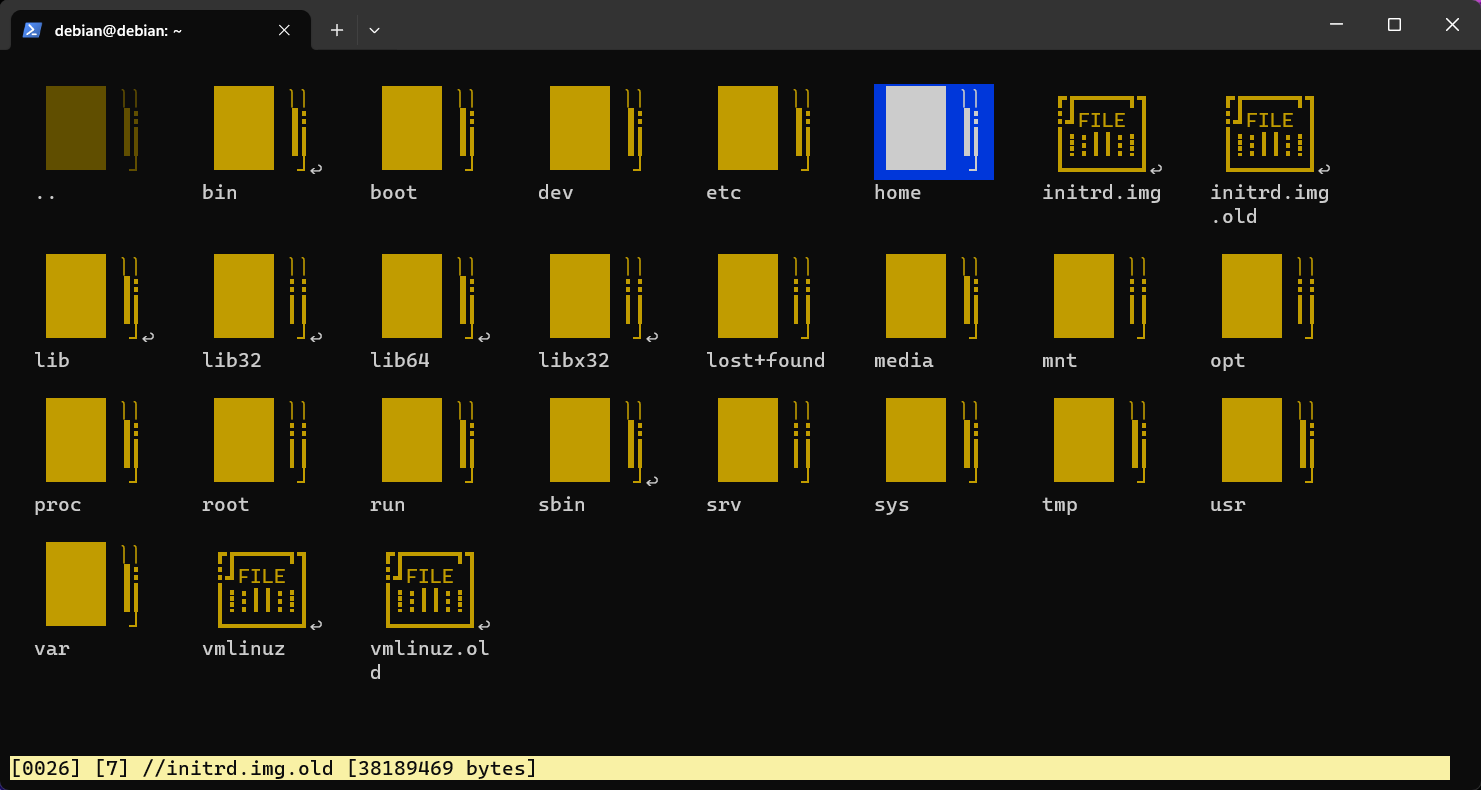 debian@debian: ~
FILE FILE
.. bin boot dev etc home initrd.img initrd.img
.old
lib lib32 lib64 libx32 lost+found media mnt opt
proc root run sbin srv sys tmp usr
FILE FILE
var vmlinuz vmlinuz.ol
d
[0026] [7] //initrd.img.old [38189469 bytes]